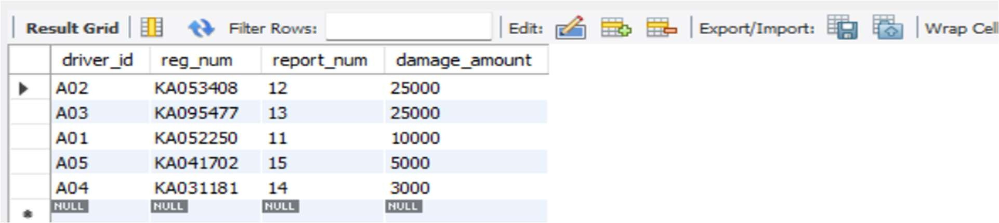 Result Grid Filter Rows: Edit: Export/Import: Wrap Cell
driver_id reg_num report_num damage_amount
A02 KA053408 12 25000
A03 KA095477 13 25000
A01 KA052250 11 10000
A05 KA041702 15 5000
A04 KA031181 14 3000
NULL NULL NULL NULL